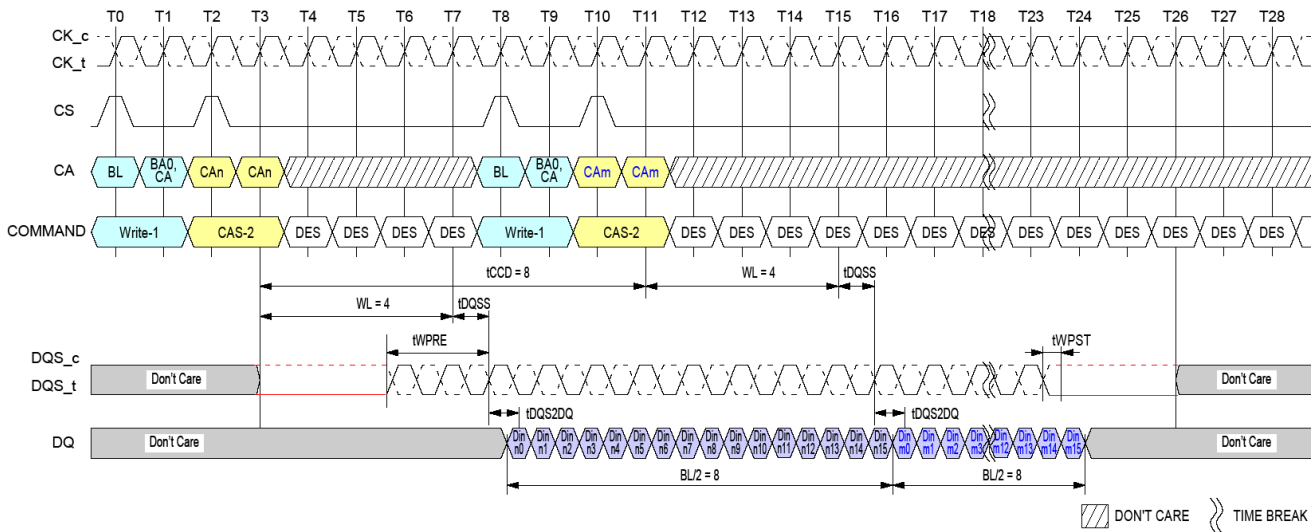 T0 T1 T2 T3 T4 T5 T6 T7 T8 T9 T10 T11 T12 T13 T14 T15 T16 T17 T18 T23 T24 T25 T26 T27 T28
CK_c
CK_t
CS
CA BL BA0, CA CAn CAn BL BA0, CA CAm CAm
COMMAND Write-1 CAS-2 DES DES DES DES Write-1 CAS-2 DES DES DES DES DES DES DES DES DES DES DES DES DES
tCCD = 8 WL = 4 tDQSS
WL = 4 tDQSS
tWPRE tWPST
DQS_c
DQS_t Don't Care Don't Care
tDQS2DQ tDQS2DQ
DQ Don't Care Din n0 Din n1 Din n2 Din n3 Din n4 Din n5 Din n6 Din n7 Din n8 Din n9 Din n10 Din n11 Din n12 Din n13 Din n14 Din n15 Din m0 Din m1 Din m2 Din m3 Din m12 Din m13 Din m14 Din m15 Don't Care
BL/2 = 8 BL/2 = 8
DON'T CARE TIME BREAK